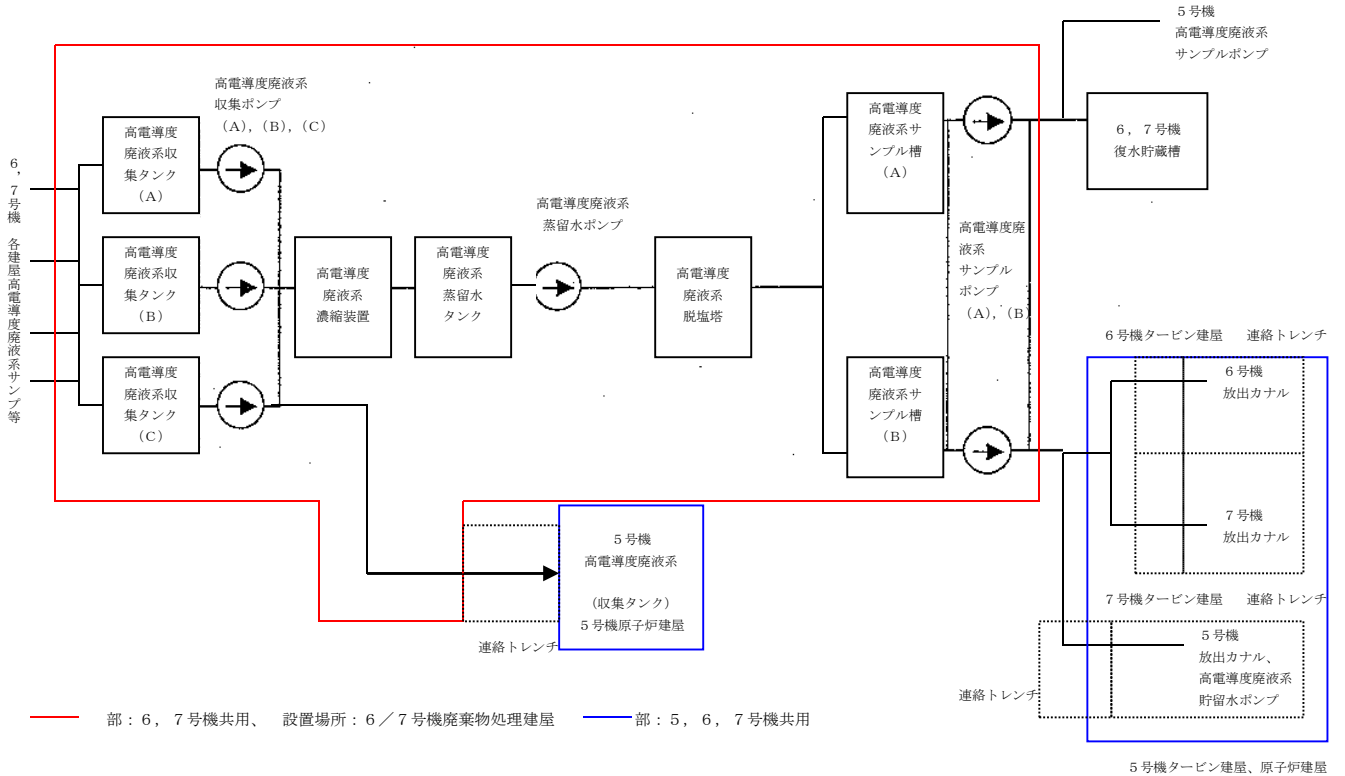 ５号機
高電導度廃液系
サンプルポンプ
高電導度廃液系
収集ポンプ
（A），（B），（C）
高電導度
廃液系収
集タンク
（A）
高電導度
廃液系収
集タンク
（B）
高電導度
廃液系収
集タンク
（C）
６，７号機　各建屋高電導度廃液系サンプ等
高電導度
廃液系
濃縮装置
高電導度
廃液系
蒸留水
タンク
高電導度廃液系
蒸留水ポンプ
高電導度
廃液系
脱塩塔
高電導度
廃液系サ
ンプル槽
（A）
高電導度
廃液系サ
ンプル槽
（B）
高電導度廃
液系
サンプル
ポンプ
（A），（B）
６，７号機
復水貯蔵槽
６号機タービン建屋　連絡トレンチ
６号機
放出カナル
７号機
放出カナル
７号機タービン建屋　連絡トレンチ
５号機
放出カナル、
高電導度廃液系
貯留水ポンプ
連絡トレンチ
５号機タービン建屋、原子炉建屋
５号機
高電導度廃液系
（収集タンク）
５号機原子炉建屋
連絡トレンチ
部：６，７号機共用、　設置場所：６／７号機廃棄物処理建屋
部：５，６，７号機共用